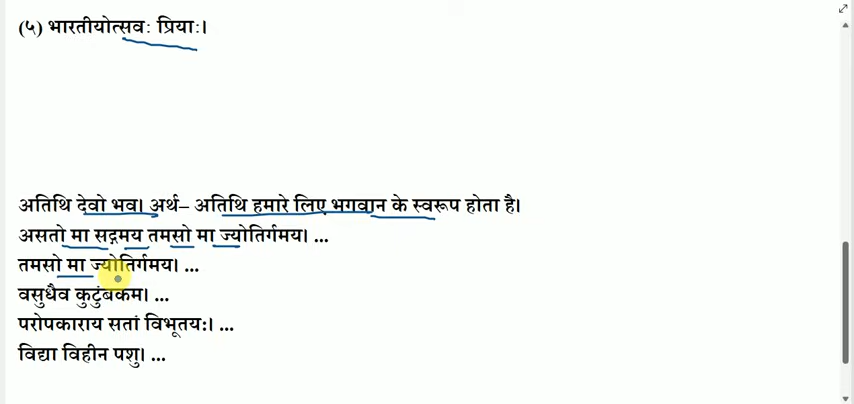 (५) भारतीयोत्सवः प्रियाः।
अतिथि देवो भव। अर्थ– अतिथि हमारे लिए भगवान के स्वरूप होता है।
असतो मा सद्गमय तमसो मा ज्योतिर्गमय। ...
तमसो मा ज्योतिर्गमय। ...
वसुधैव कुटुंबकम। ...
परोपकाराय सतां विभूतयः। ...
विद्या विहीन पशु। ...